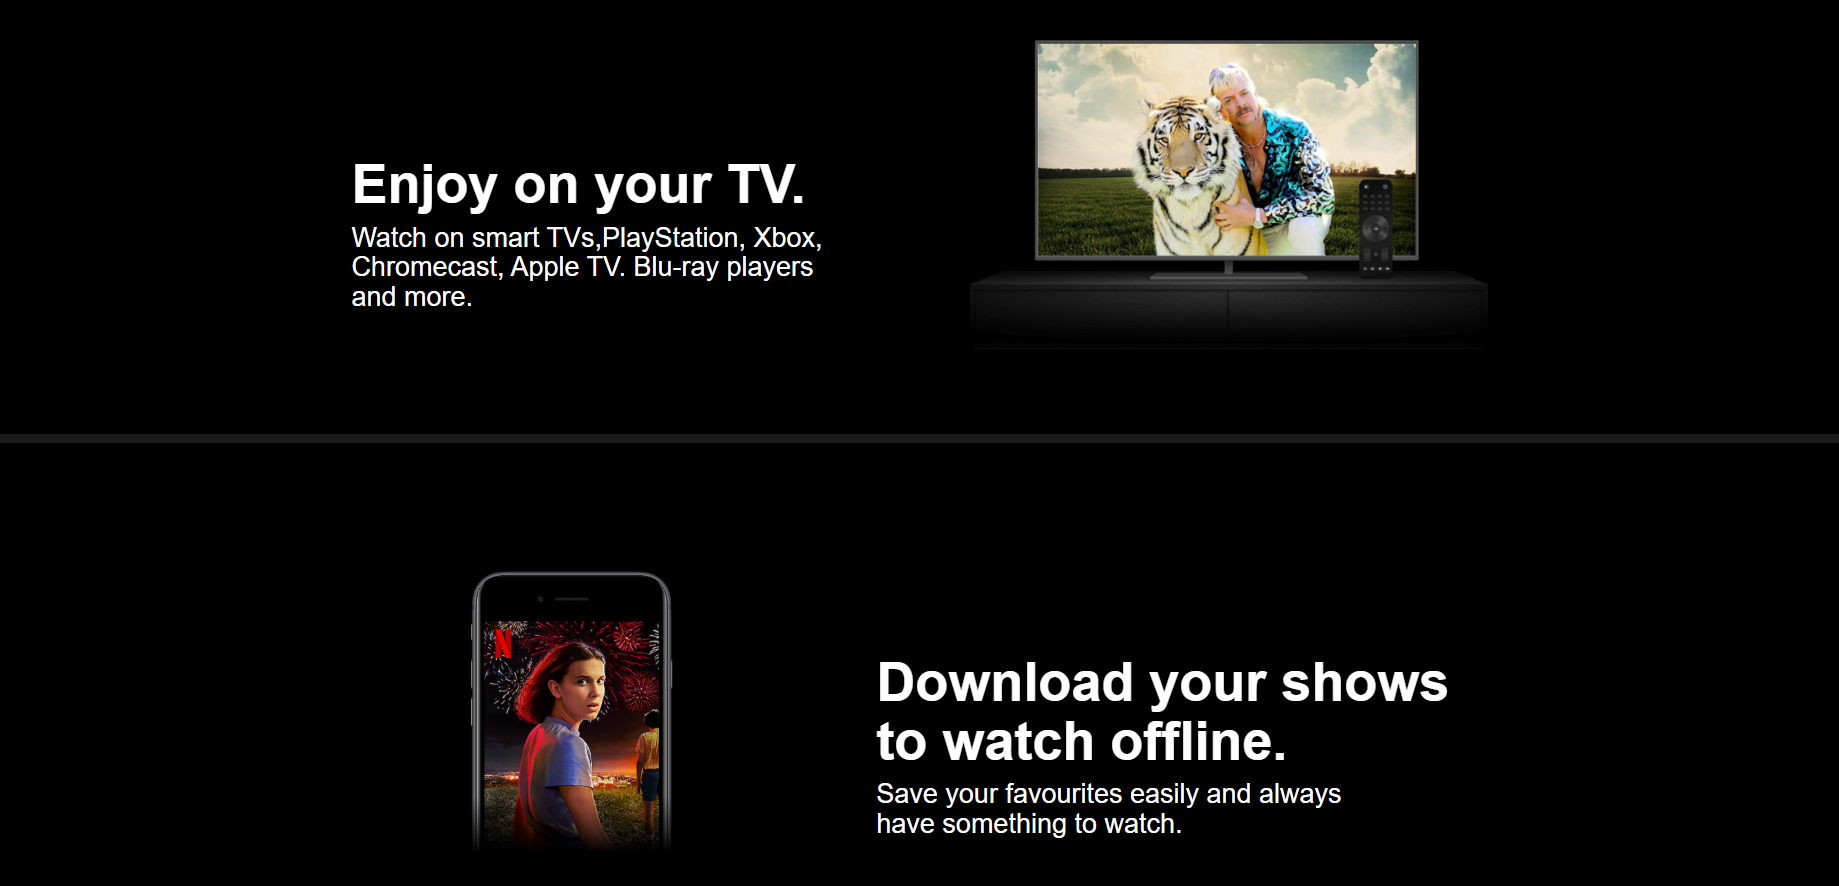 Enjoy on your TV.
Watch on smart TVs,PlayStation, Xbox,
Chromecast, Apple TV. Blu-ray players
and more.
N
Download your shows
to watch offline.
Save your favourites easily and always
have something to watch.